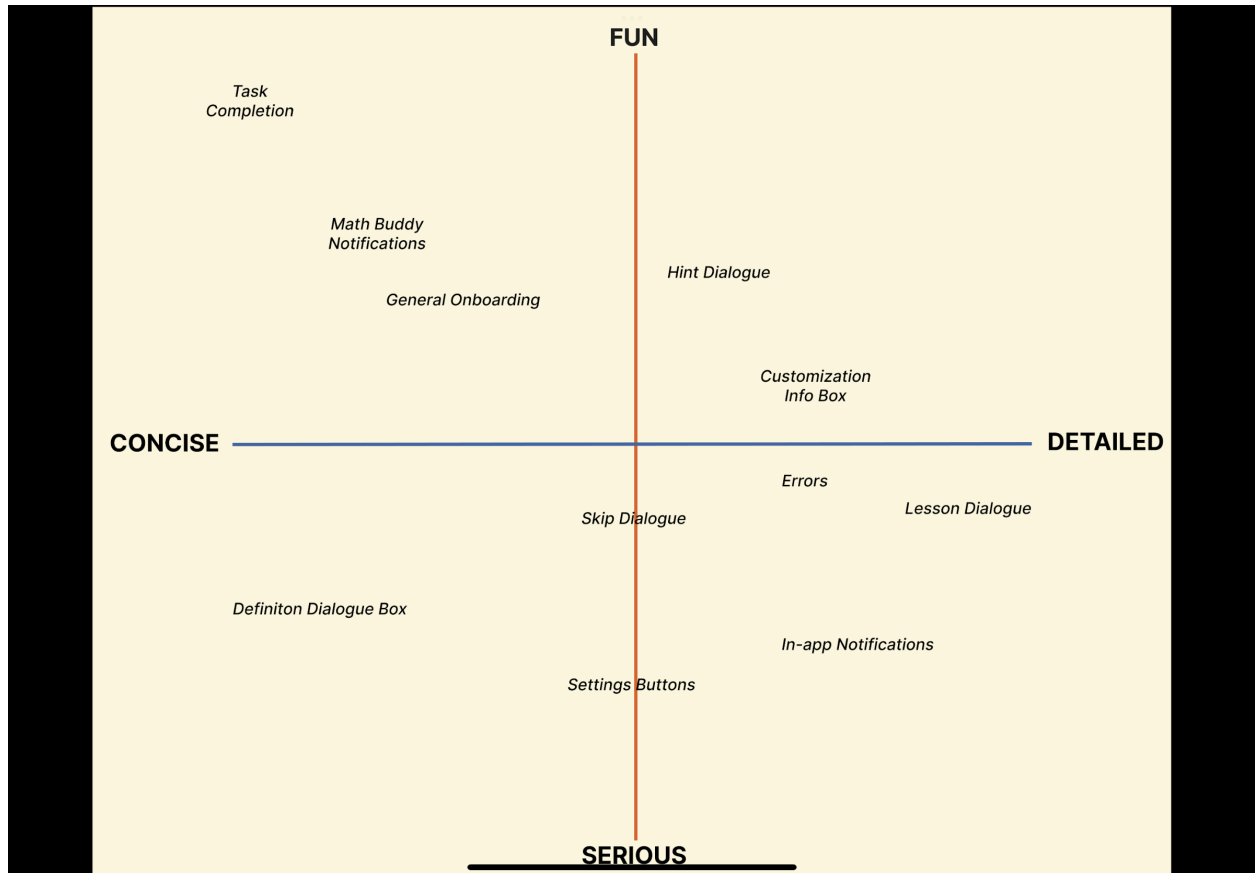 FUN
Task
Completion
Math Buddy
Notifications
Hint Dialogue
General Onboarding
Customization
Info Box
CONCISE
DETAILED
Errors
Lesson Dialogue
Skip Dialogue
Definiton Dialogue Box
In-app Notifications
Settings Buttons
SERIOUS